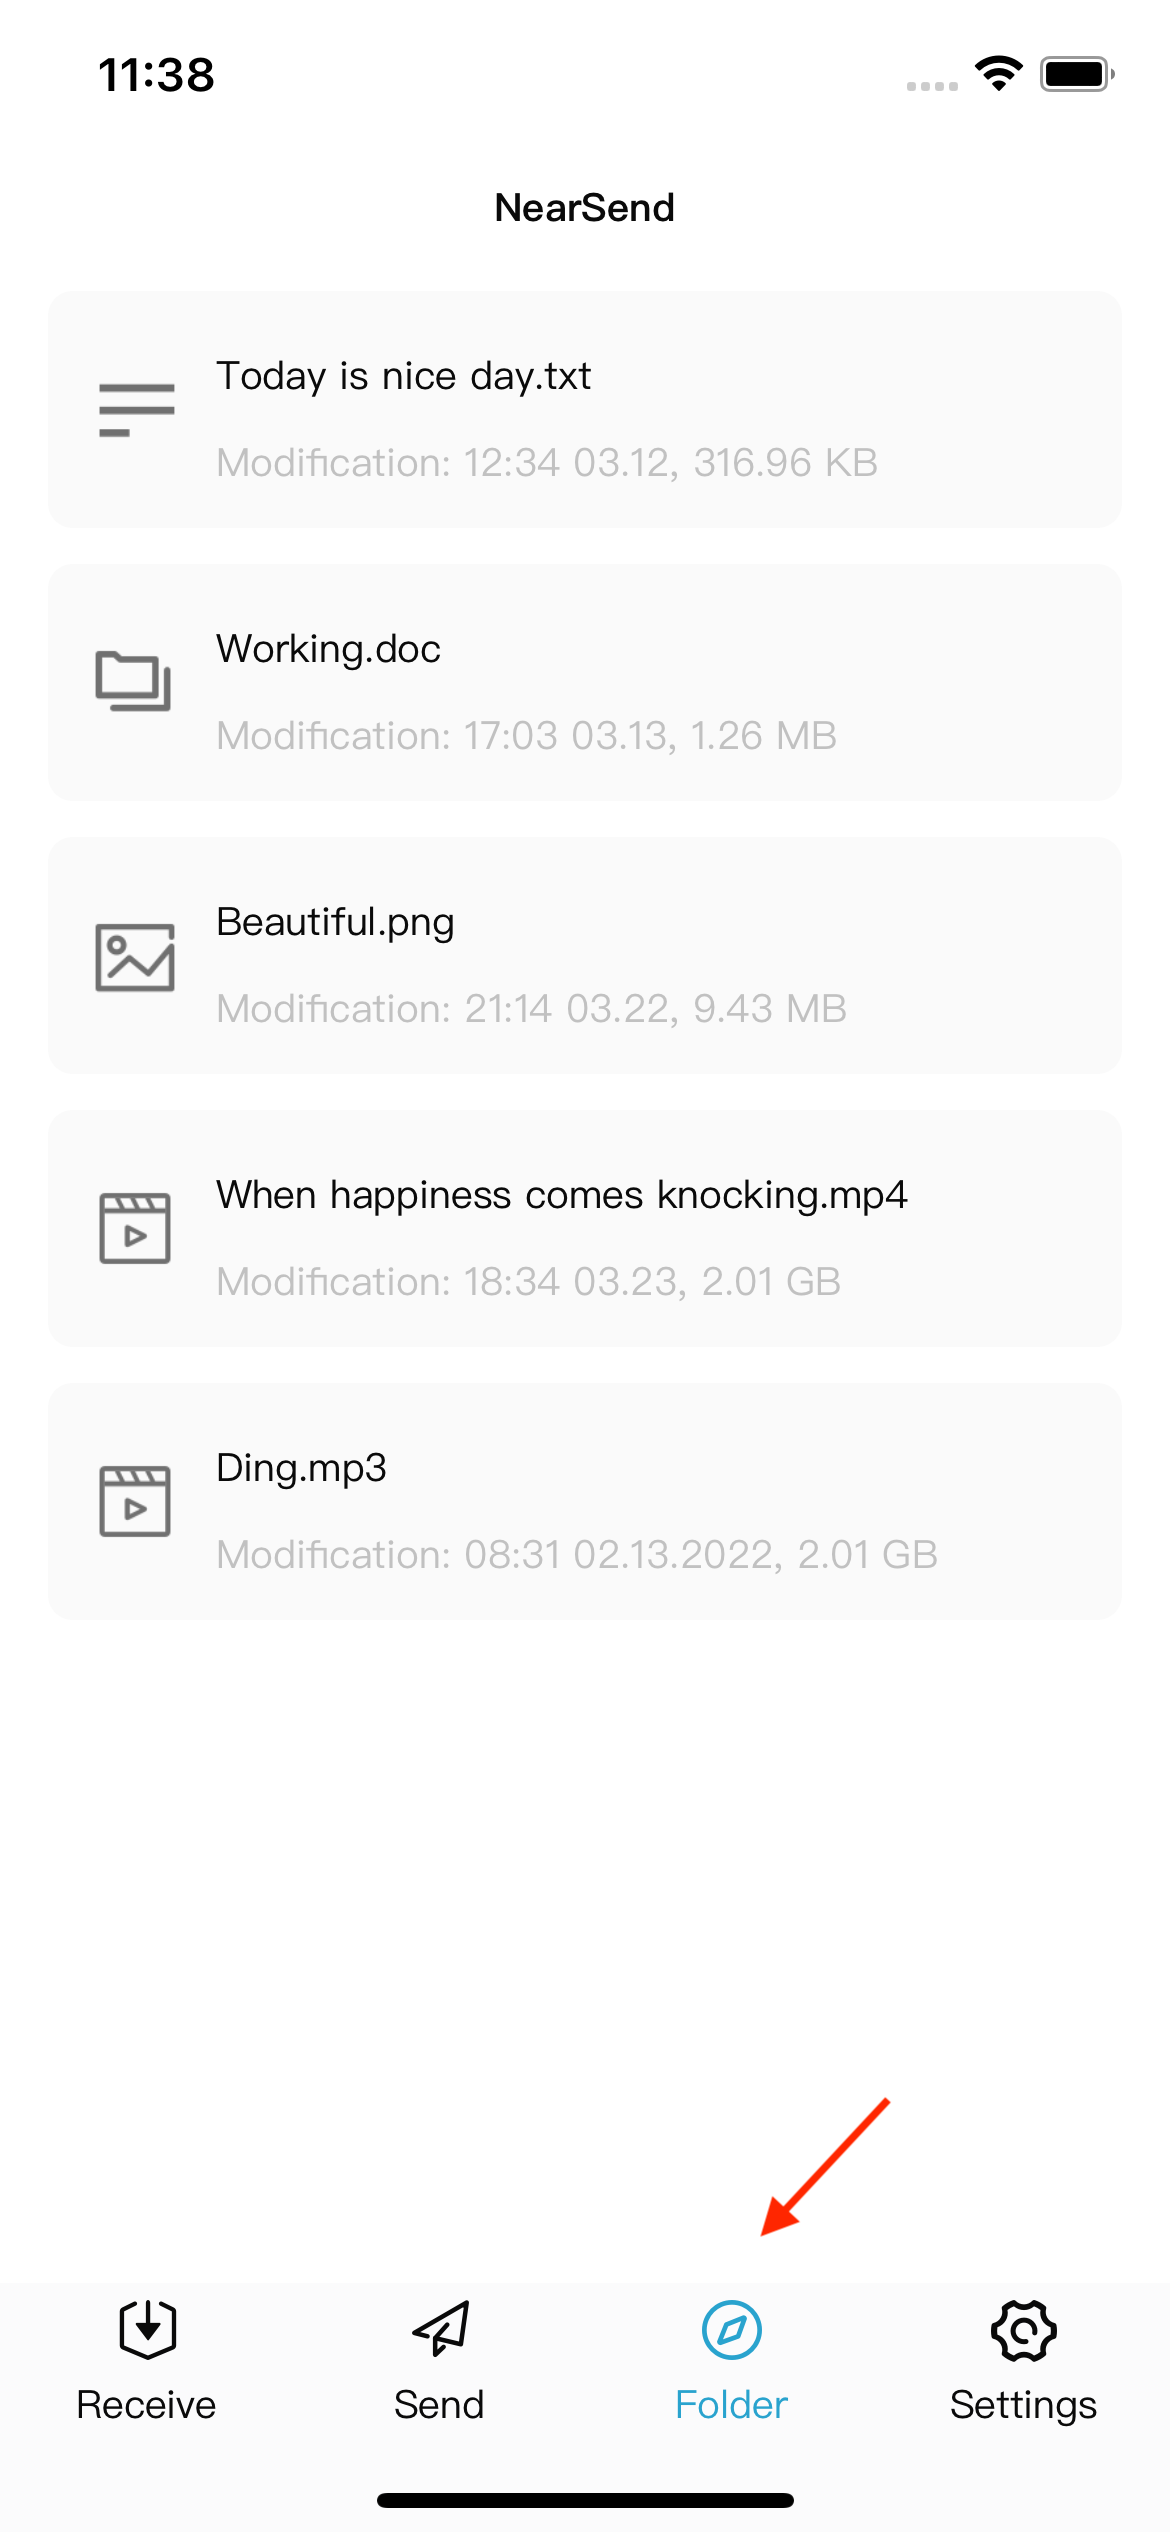 11:38
NearSend
Today is nice day.txt
Modification: 12:34 03.12, 316.96 KB
Working.doc
Modification: 17:03 03.13, 1.26 MB
Beautiful.png
Modification: 21:14 03.22, 9.43 MB
When happiness comes knocking.mp4
Modification: 18:34 03.23, 2.01 GB
Ding.mp3
Modification: 08:31 02.13.2022, 2.01 GB
Receive Send Folder Settings